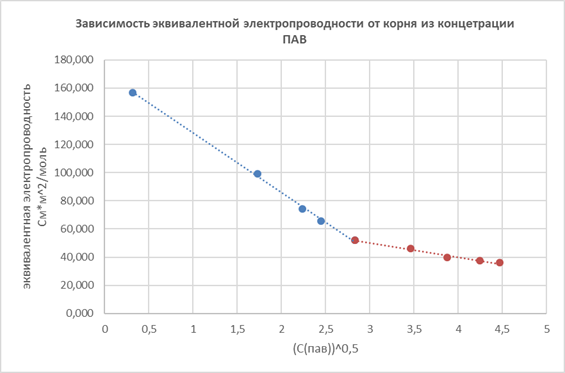 Зависимость эквивалентной электропроводности от корня из концетрации
ПАВ
эквивалентная электропроводность
См*м^2/моль
180,000
160,000
140,000
120,000
100,000
80,000
60,000
40,000
20,000
0,000
0 0,5 1 1,5 2 2,5 3 3,5 4 4,5 5
(С(пав))^0,5